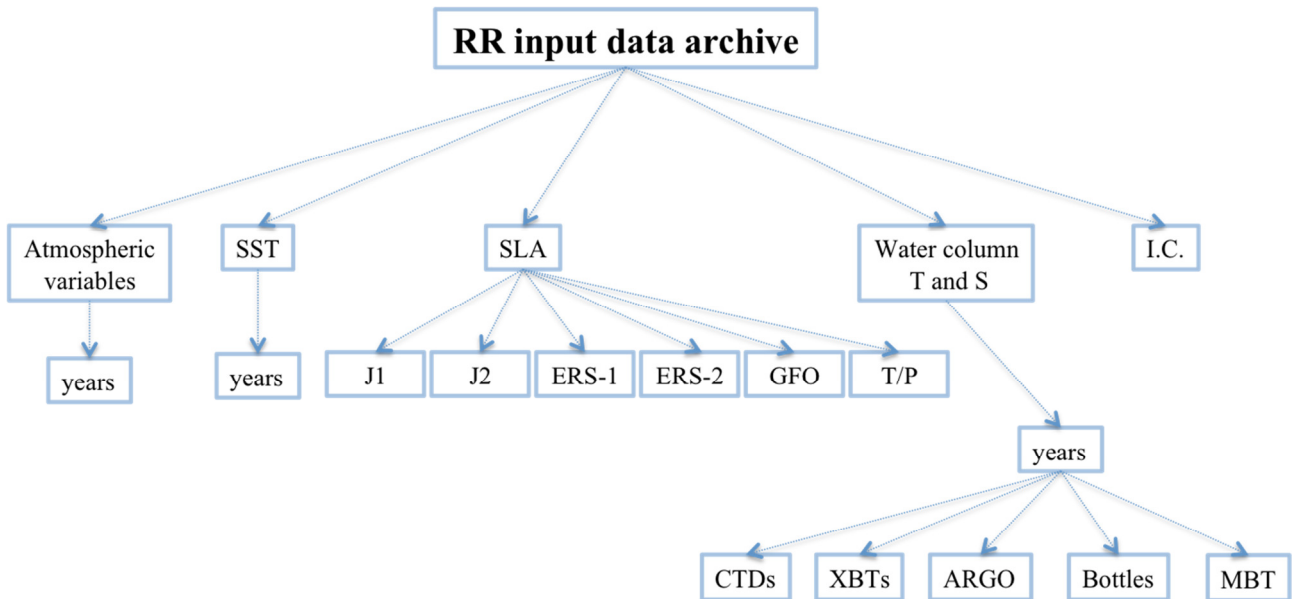 RR input data archive
Atmospheric
variables
SST
SLA
Water column
T and S
I.C.
years
years
J1
J2
ERS-1
ERS-2
GFO
T/P
years
CTDs
XBTs
ARGO
Bottles
MBT